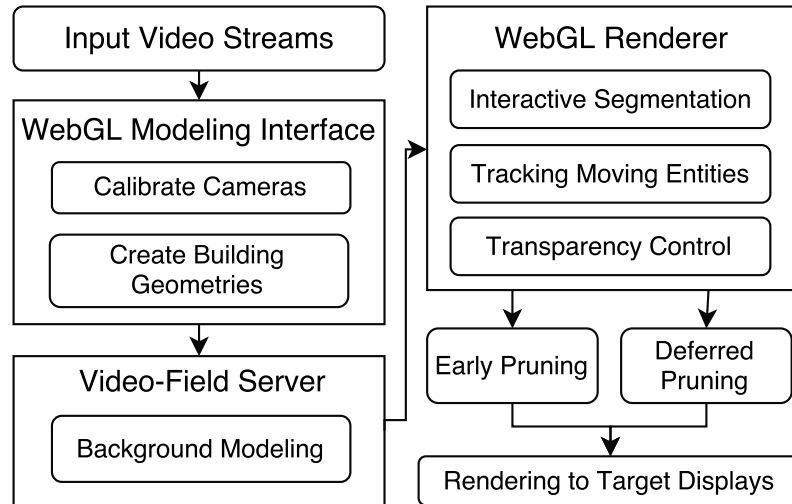 Input Video Streams
WebGL Modeling Interface
Calibrate Cameras
Create Building
Geometries
Video-Field Server
Background Modeling
WebGL Renderer
Interactive Segmentation
Tracking Moving Entities
Transparency Control
Early Pruning
Deferred
Pruning
Rendering to Target Displays